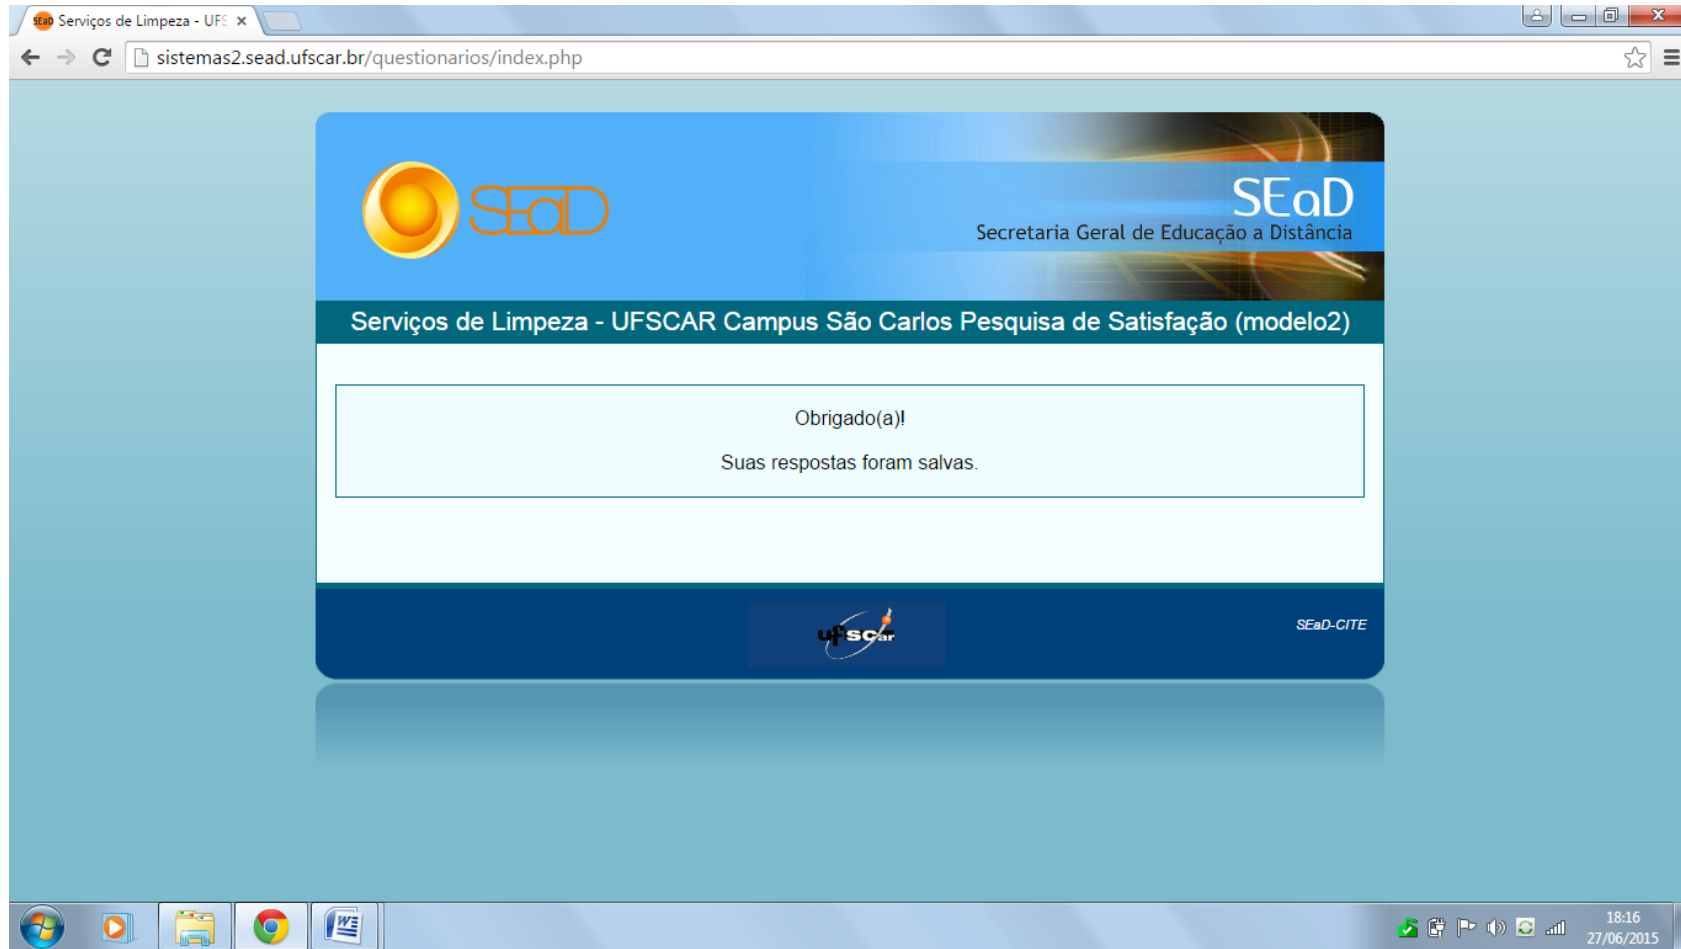 SEaD Serviços de Limpeza - UFS
sistemas2.sead.ufscar.br/questionarios/index.php
SEaD
SEaD
Secretaria Geral de Educação a Distância
Serviços de Limpeza - UFSCAR Campus São Carlos Pesquisa de Satisfação (modelo2)
Obrigado(a)!
Suas respostas foram salvas.
ufscar
SEaD-CITE
W
18:16
27/06/2015